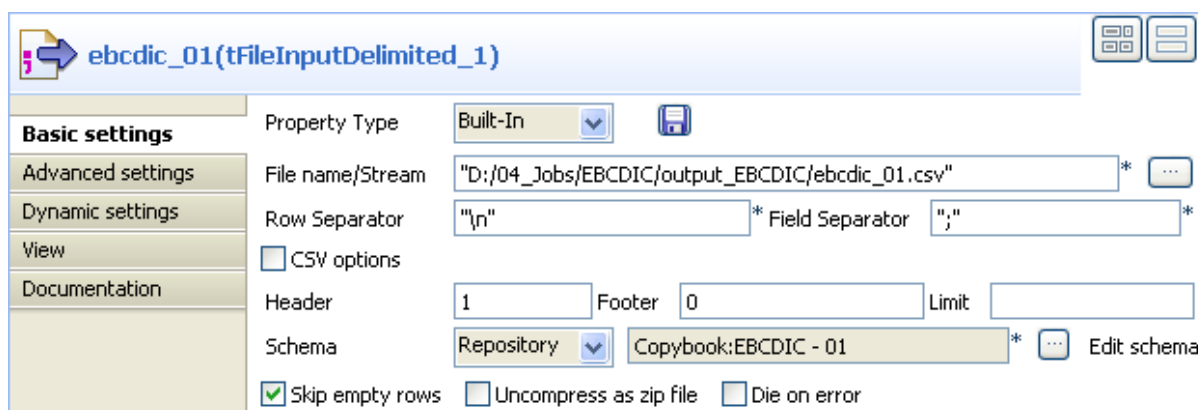 ebcdic_01(tFileInputDelimited_1)
Basic settings
Advanced settings
Dynamic settings
View
Documentation
Property Type Built-In
File name/Stream "D:/04_Jobs/EBCDIC/output_EBCDIC/ebcdic_01.csv" * ...
Row Separator "\n" * Field Separator ";" *
CSV options
Header 1 Footer 0 Limit
Schema Repository Copybook:EBCDIC - 01 * ... Edit schema
Skip empty rows Uncompress as zip file Die on error